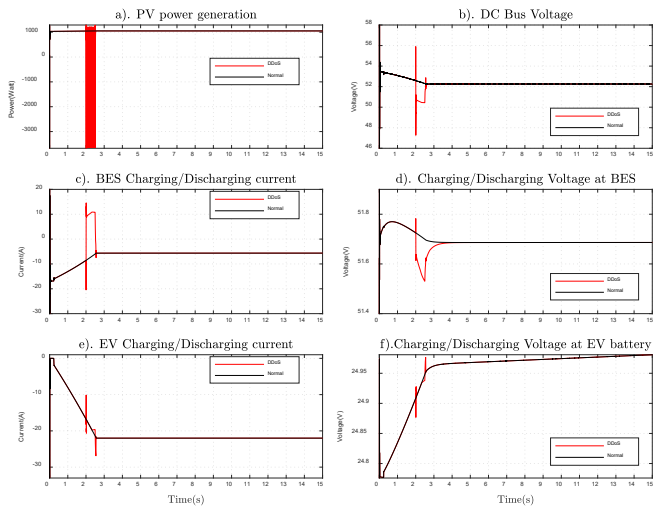 a). PV power generation
1000
0
-1000
-2000
-3000
Power(Watt)
DDoS
Normal
0 1 2 3 4 5 6 7 8 9 10 11 12 13 14 15
b). DC Bus Voltage
58
56
54
52
50
48
46
Voltage(V)
DDoS
Normal
0 1 2 3 4 5 6 7 8 9 10 11 12 13 14 15
c). BES Charging/Discharging current
20
10
0
-10
-20
-30
Current(A)
DDoS
Normal
0 1 2 3 4 5 6 7 8 9 10 11 12 13 14 15
d). Charging/Discharging Voltage at BES
51.8
51.6
51.4
Voltage(V)
DDoS
Normal
0 1 2 3 4 5 6 7 8 9 10 11 12 13 14 15
e). EV Charging/Discharging current
0
-10
-20
-30
Current(A)
DDoS
Normal
0 1 2 3 4 5 6 7 8 9 10 11 12 13 14 15
Time(s)
f).Charging/Discharging Voltage at EV battery
24.95
24.9
24.85
24.8
Voltage(V)
DDoS
Normal
0 1 2 3 4 5 6 7 8 9 10 11 12 13 14 15
Time(s)